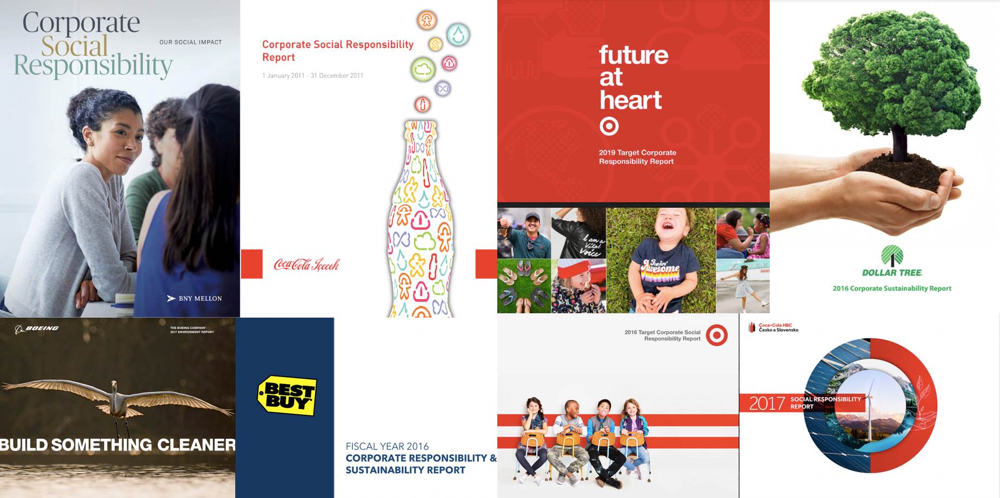 Corporate
Social
Responsibility
OUR SOCIAL IMPACT
BNY MELLON
Corporate Social Responsibility
Report
1 January 2011 - 31 December 2011
Coca-Cola İçecek
future
at
heart
2019 Target Corporate
Responsibility Report
I am a
Vital
Voice
Feelin'
Awesome
DOLLAR TREE.
2016 Corporate Sustainability Report
BOEING
THE BOEING COMPANY
2017 ENVIRONMENT REPORT
BUILD SOMETHING CLEANER
BEST
BUY
FISCAL YEAR 2016
CORPORATE RESPONSIBILITY &
SUSTAINABILITY REPORT
2016 Target Corporate Social
Responsibility Report
Coca-Cola HBC
Česko a Slovensko
2017
SOCIAL RESPONSIBILITY
REPORT